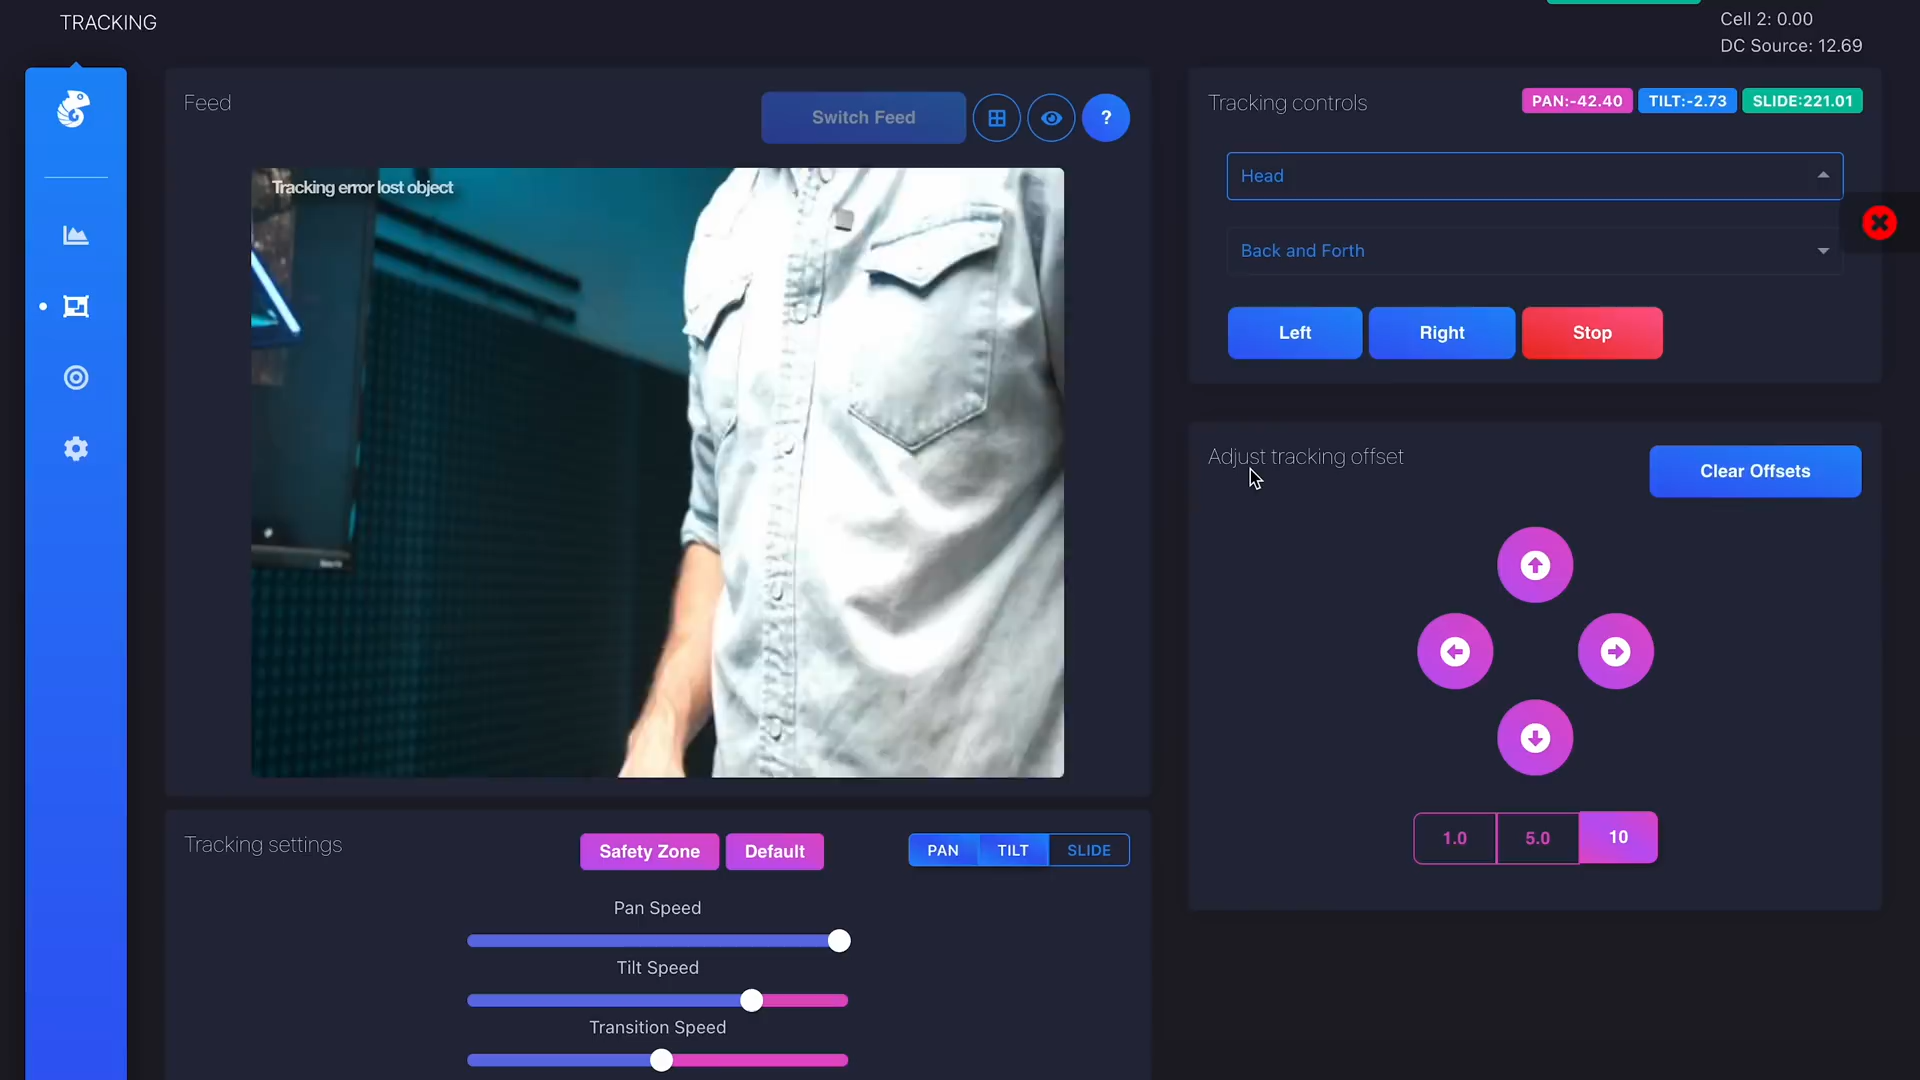 TRACKING
Cell 2: 0.00
DC Source: 12.69
Feed
Switch Feed
?
Tracking error lost object
Tracking controls
PAN:-42.40
TILT:-2.73
SLIDE:221.01
Head
Back and Forth
Left
Right
Stop
Adjust tracking offset
Clear Offsets
1.0
5.0
10
Tracking settings
Safety Zone
Default
PAN
TILT
SLIDE
Pan Speed
Tilt Speed
Transition Speed